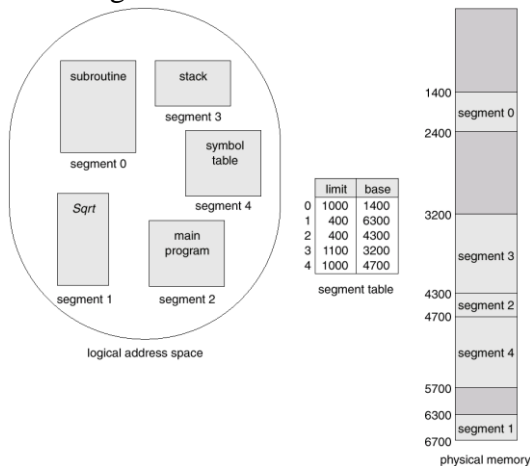 subroutine
stack
segment 3
symbol
table
segment 0
segment 4
Sqrt
main
program
segment 1
segment 2
logical address space
limit base
0 1000 1400
1 400 6300
2 400 4300
3 1100 3200
4 1000 4700
segment table
1400
segment 0
2400
3200
segment 3
4300
segment 2
4700
segment 4
5700
6300
segment 1
6700
physical memory